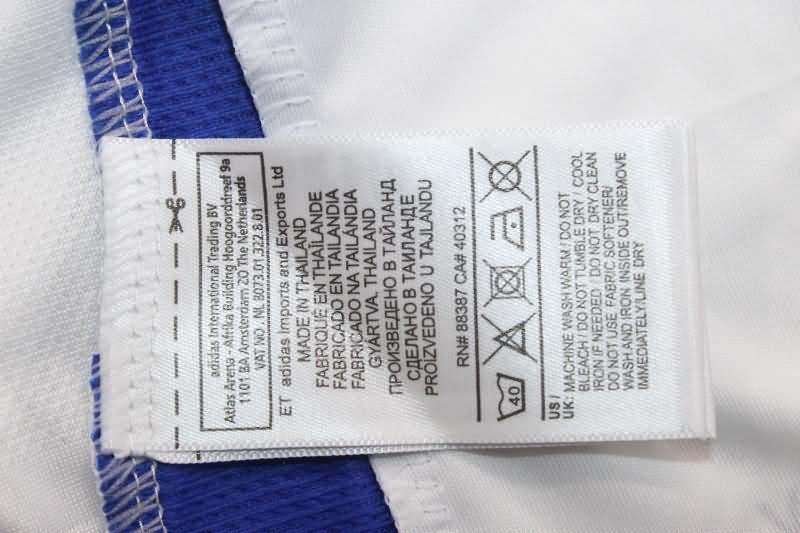 adidas International Trading BV
Atlas Arena - Afrika Building Hoogoorddreef 9a
1101 BA Amsterdam ZO The Netherlands
VAT NO.: NL 8073.01.322.B.01
ET adidas Imports and Exports Ltd
MADE IN THAILAND
FABRIQUE EN THAÏLANDE
FABRICADO EN TAILANDIA
FABRICADO NA TAILÂNDIA
GYÁRTVA, THAILAND
ПРОИЗВЕДЕНО В ТАЙЛАНД
СДЕЛАНО В ТАИЛАНДЕ
PROIZVEDENO U TAJLANDU
RN# 88387 CA# 40312
40
US /
UK: MACHINE WASH WARM / DO NOT
BLEACH / DO NOT TUMBLE DRY / COOL
IRON IF NEEDED / DO NOT DRY CLEAN
DO NOT USE FABRIC SOFTENER/
WASH AND IRON INSIDE OUT/REMOVE
IMMEDIATELY/LINE DRY